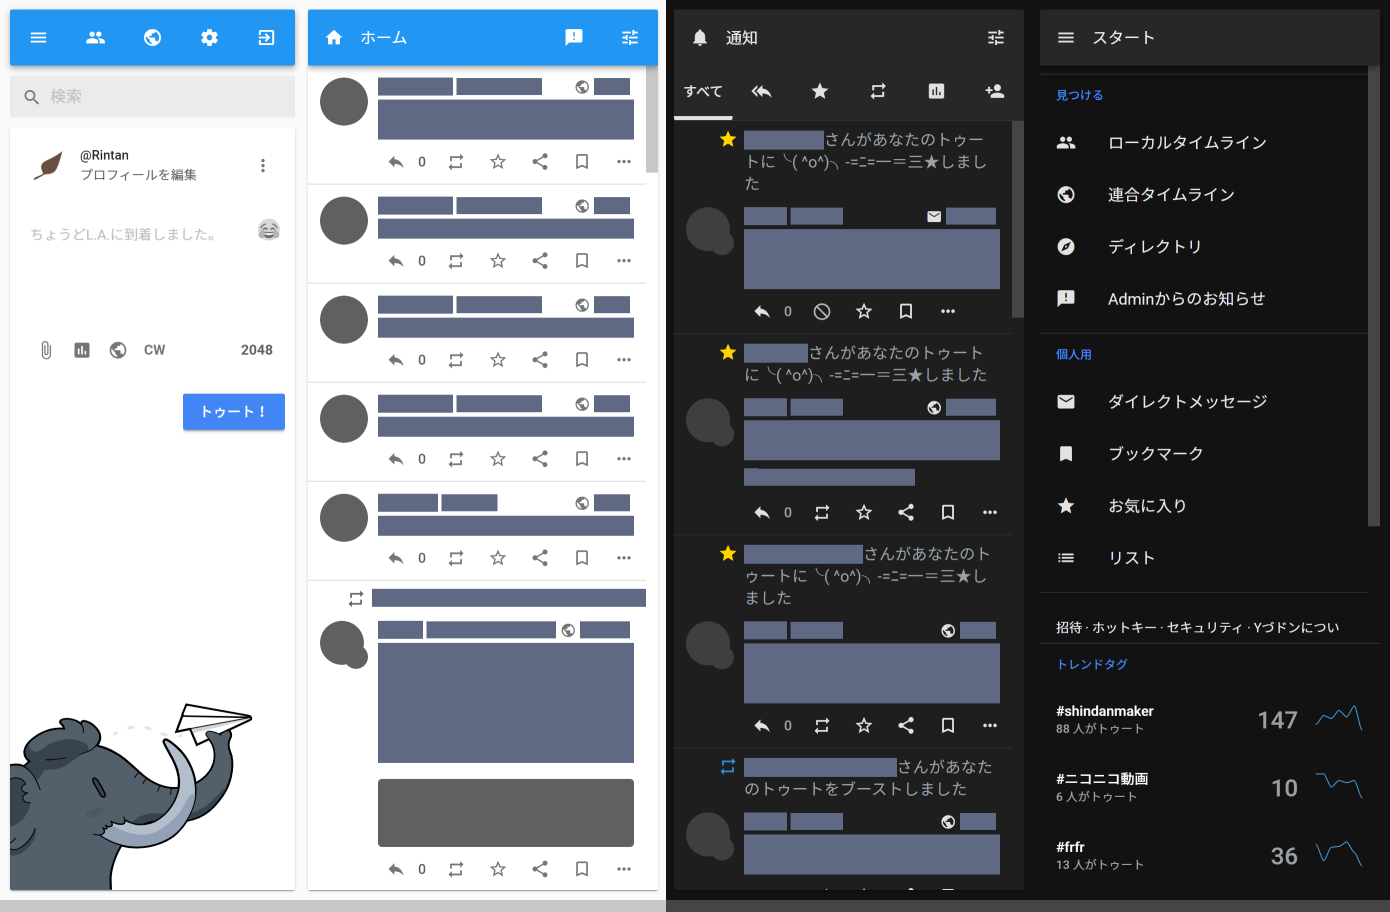 検索
@Rintan
プロフィールを編集
ちょうどL.A.に到着しました。
CW
2048
トゥート！
ホーム
0
0
0
0
0
0
通知
すべて
さんがあなたのトゥー
トに ╰( ^o^)╮-=ﾆ=一＝三★しまし
た
0
さんがあなたのトゥート
に ╰( ^o^)╮-=ﾆ=一＝三★しました
0
さんがあなたのト
ゥートに ╰( ^o^)╮-=ﾆ=一＝三★し
ました
0
さんがあなた
のトゥートをブーストしました
スタート
見つける
ローカルタイムライン
連合タイムライン
ディレクトリ
Adminからのお知らせ
個人用
ダイレクトメッセージ
ブックマーク
お気に入り
リスト
招待 · ホットキー · セキュリティ · Yづドンについ
トレンドタグ
#shindanmaker
88 人がトゥート
147
#ニコニコ動画
6 人がトゥート
10
#frfr
13 人がトゥート
36